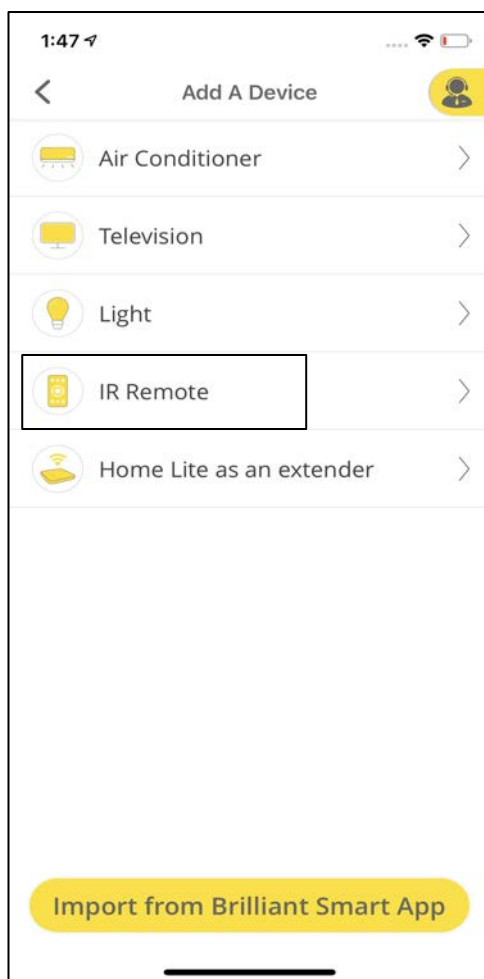 1:47
Add A Device
Air Conditioner
Television
Light
IR Remote
Home Lite as an extender
Import from Brilliant Smart App